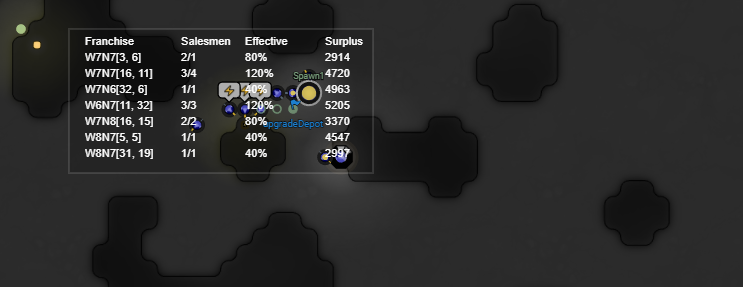 Franchise Salesmen Effective Surplus
W7N7[3, 6] 2/1 80% 2914
W7N7[16, 11] 3/4 120% 4720
Spawn1
W7N6[32, 6] 1/1 40% 4963
W6N7[11, 32] 3/3 120% 5205
W7N8[16, 15] 2/2 80% 3370
upgradeDepot
W8N7[5, 5] 1/1 40% 4547
W8N7[31, 19] 1/1 40% 2997